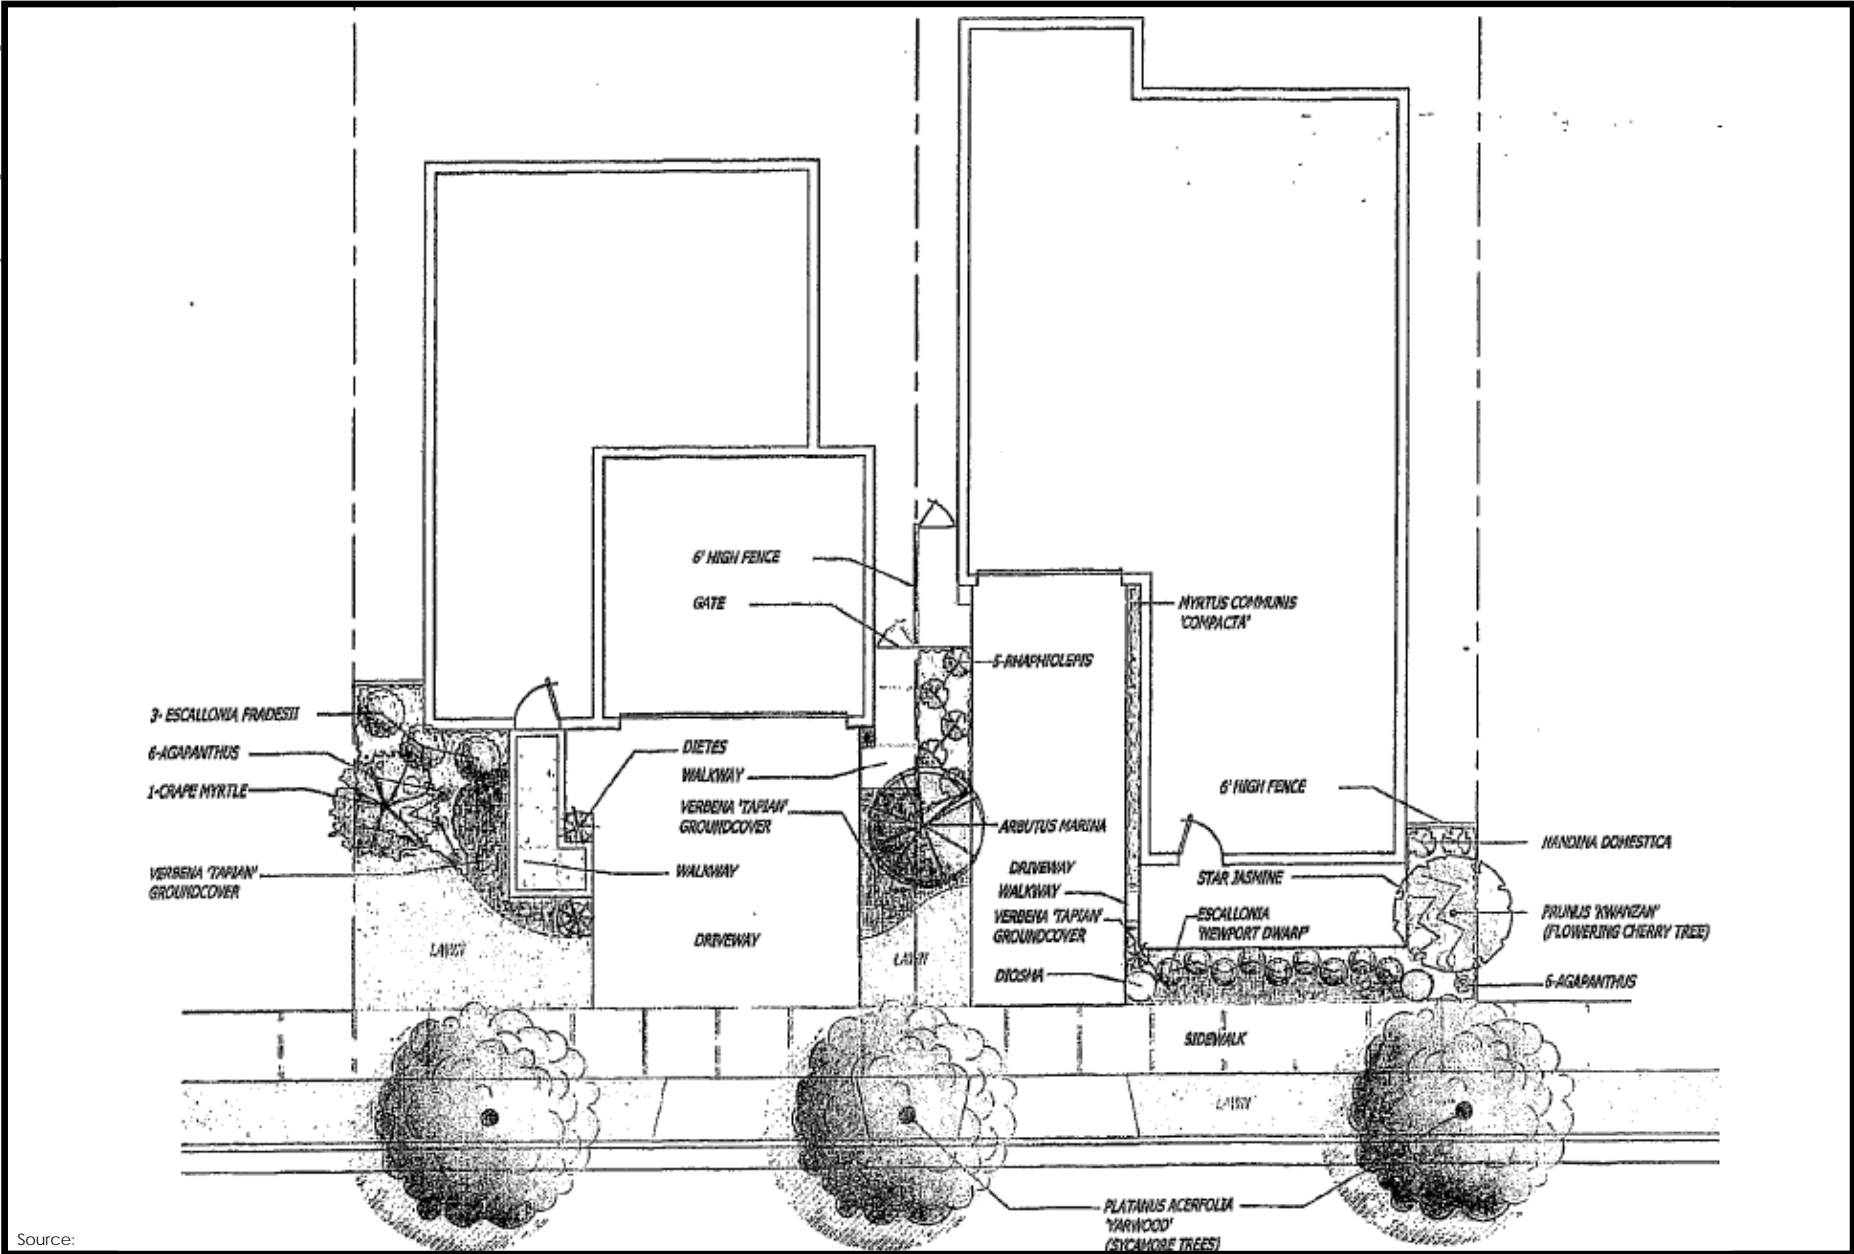 6' HIGH FENCE
GATE
MYRTUS COMMUNIS
'COMPACTA'
5-RHAPHIOLEPIS
3- ESCALLONIA FRADESII
6-AGAPANTHUS
1-CRAPE MYRTLE
VERBENA 'TAPIAN'
GROUNDCOVER
LAWN
DIETES
WALKWAY
VERBENA 'TAPIAN'
GROUNDCOVER
WALKWAY
DRIVEWAY
LAWN
ARBUTUS MARINA
DRIVEWAY
WALKWAY
VERBENA 'TAPIAN'
GROUNDCOVER
DIOSMA
6' HIGH FENCE
STAR JASMINE
ESCALLONIA
'NEWPORT DWARF'
NANDINA DOMESTICA
PRUNUS 'KWANZAN'
(FLOWERING CHERRY TREE)
6-AGAPANTHUS
SIDEWALK
LAWN
PLATANUS ACERFOLIA
'YARWOOD'
(SYCAMORE TREES)
Source: